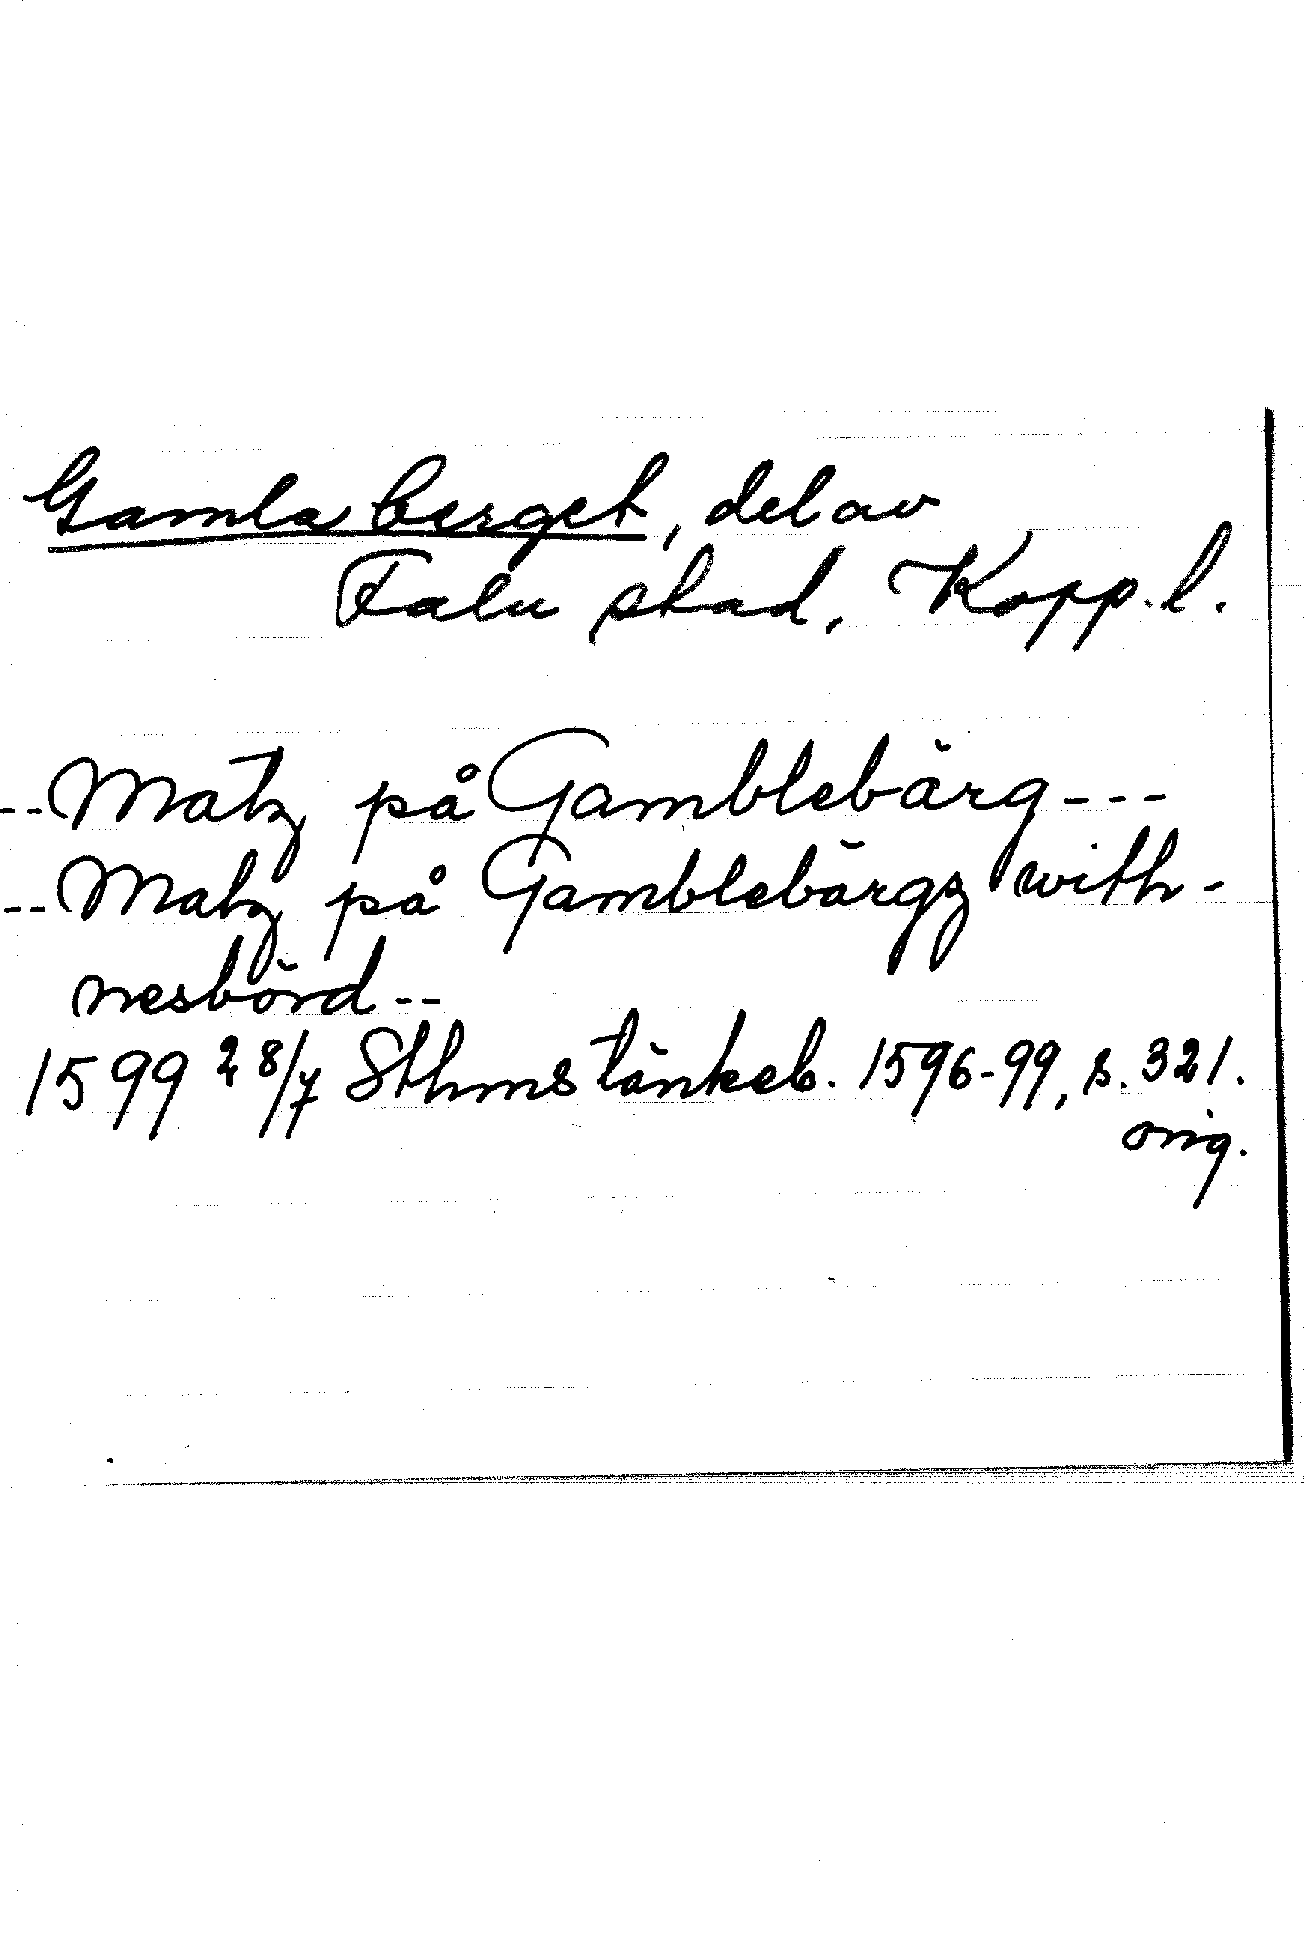 Gamla berget, del av
Falu stad, Kopp.l.
--Matz på Gamblebärg---
--Matz på Gamblebärgz with-
nesbörd--
1599 28/7 Sthms tänkeb. 1596-99, s. 321.
orig.